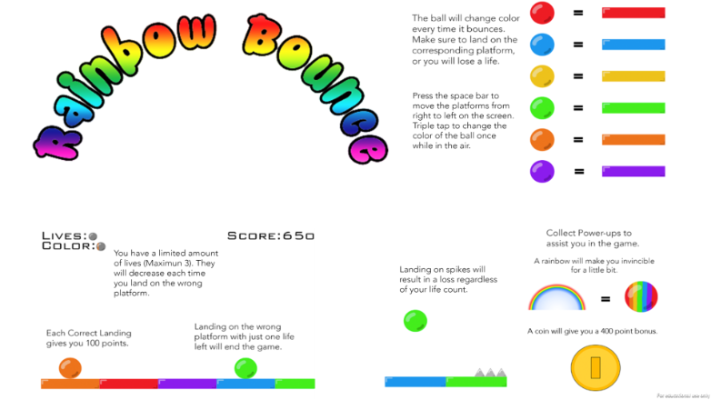 Rainbow Bounce
The ball will change color
every time it bounces.
Make sure to land on the
corresponding platform,
or you will lose a life.
Press the space bar to
move the platforms from
right to left on the screen.
Triple tap to change the
color of the ball once
while in the air.
=
=
=
=
=
=
Lives:
Color:
Score:650
You have a limited amount
of lives (Maximun 3). They
will decrease each time
you land on the wrong
platform.
Each Correct Landing
gives you 100 points.
Landing on the wrong
platform with just one life
left will end the game.
Landing on spikes will
result in a loss regardless
of your life count.
Collect Power-ups to
assist you in the game.
A rainbow will make you invincible
for a little bit.
=
A coin will give you a 400 point bonus.